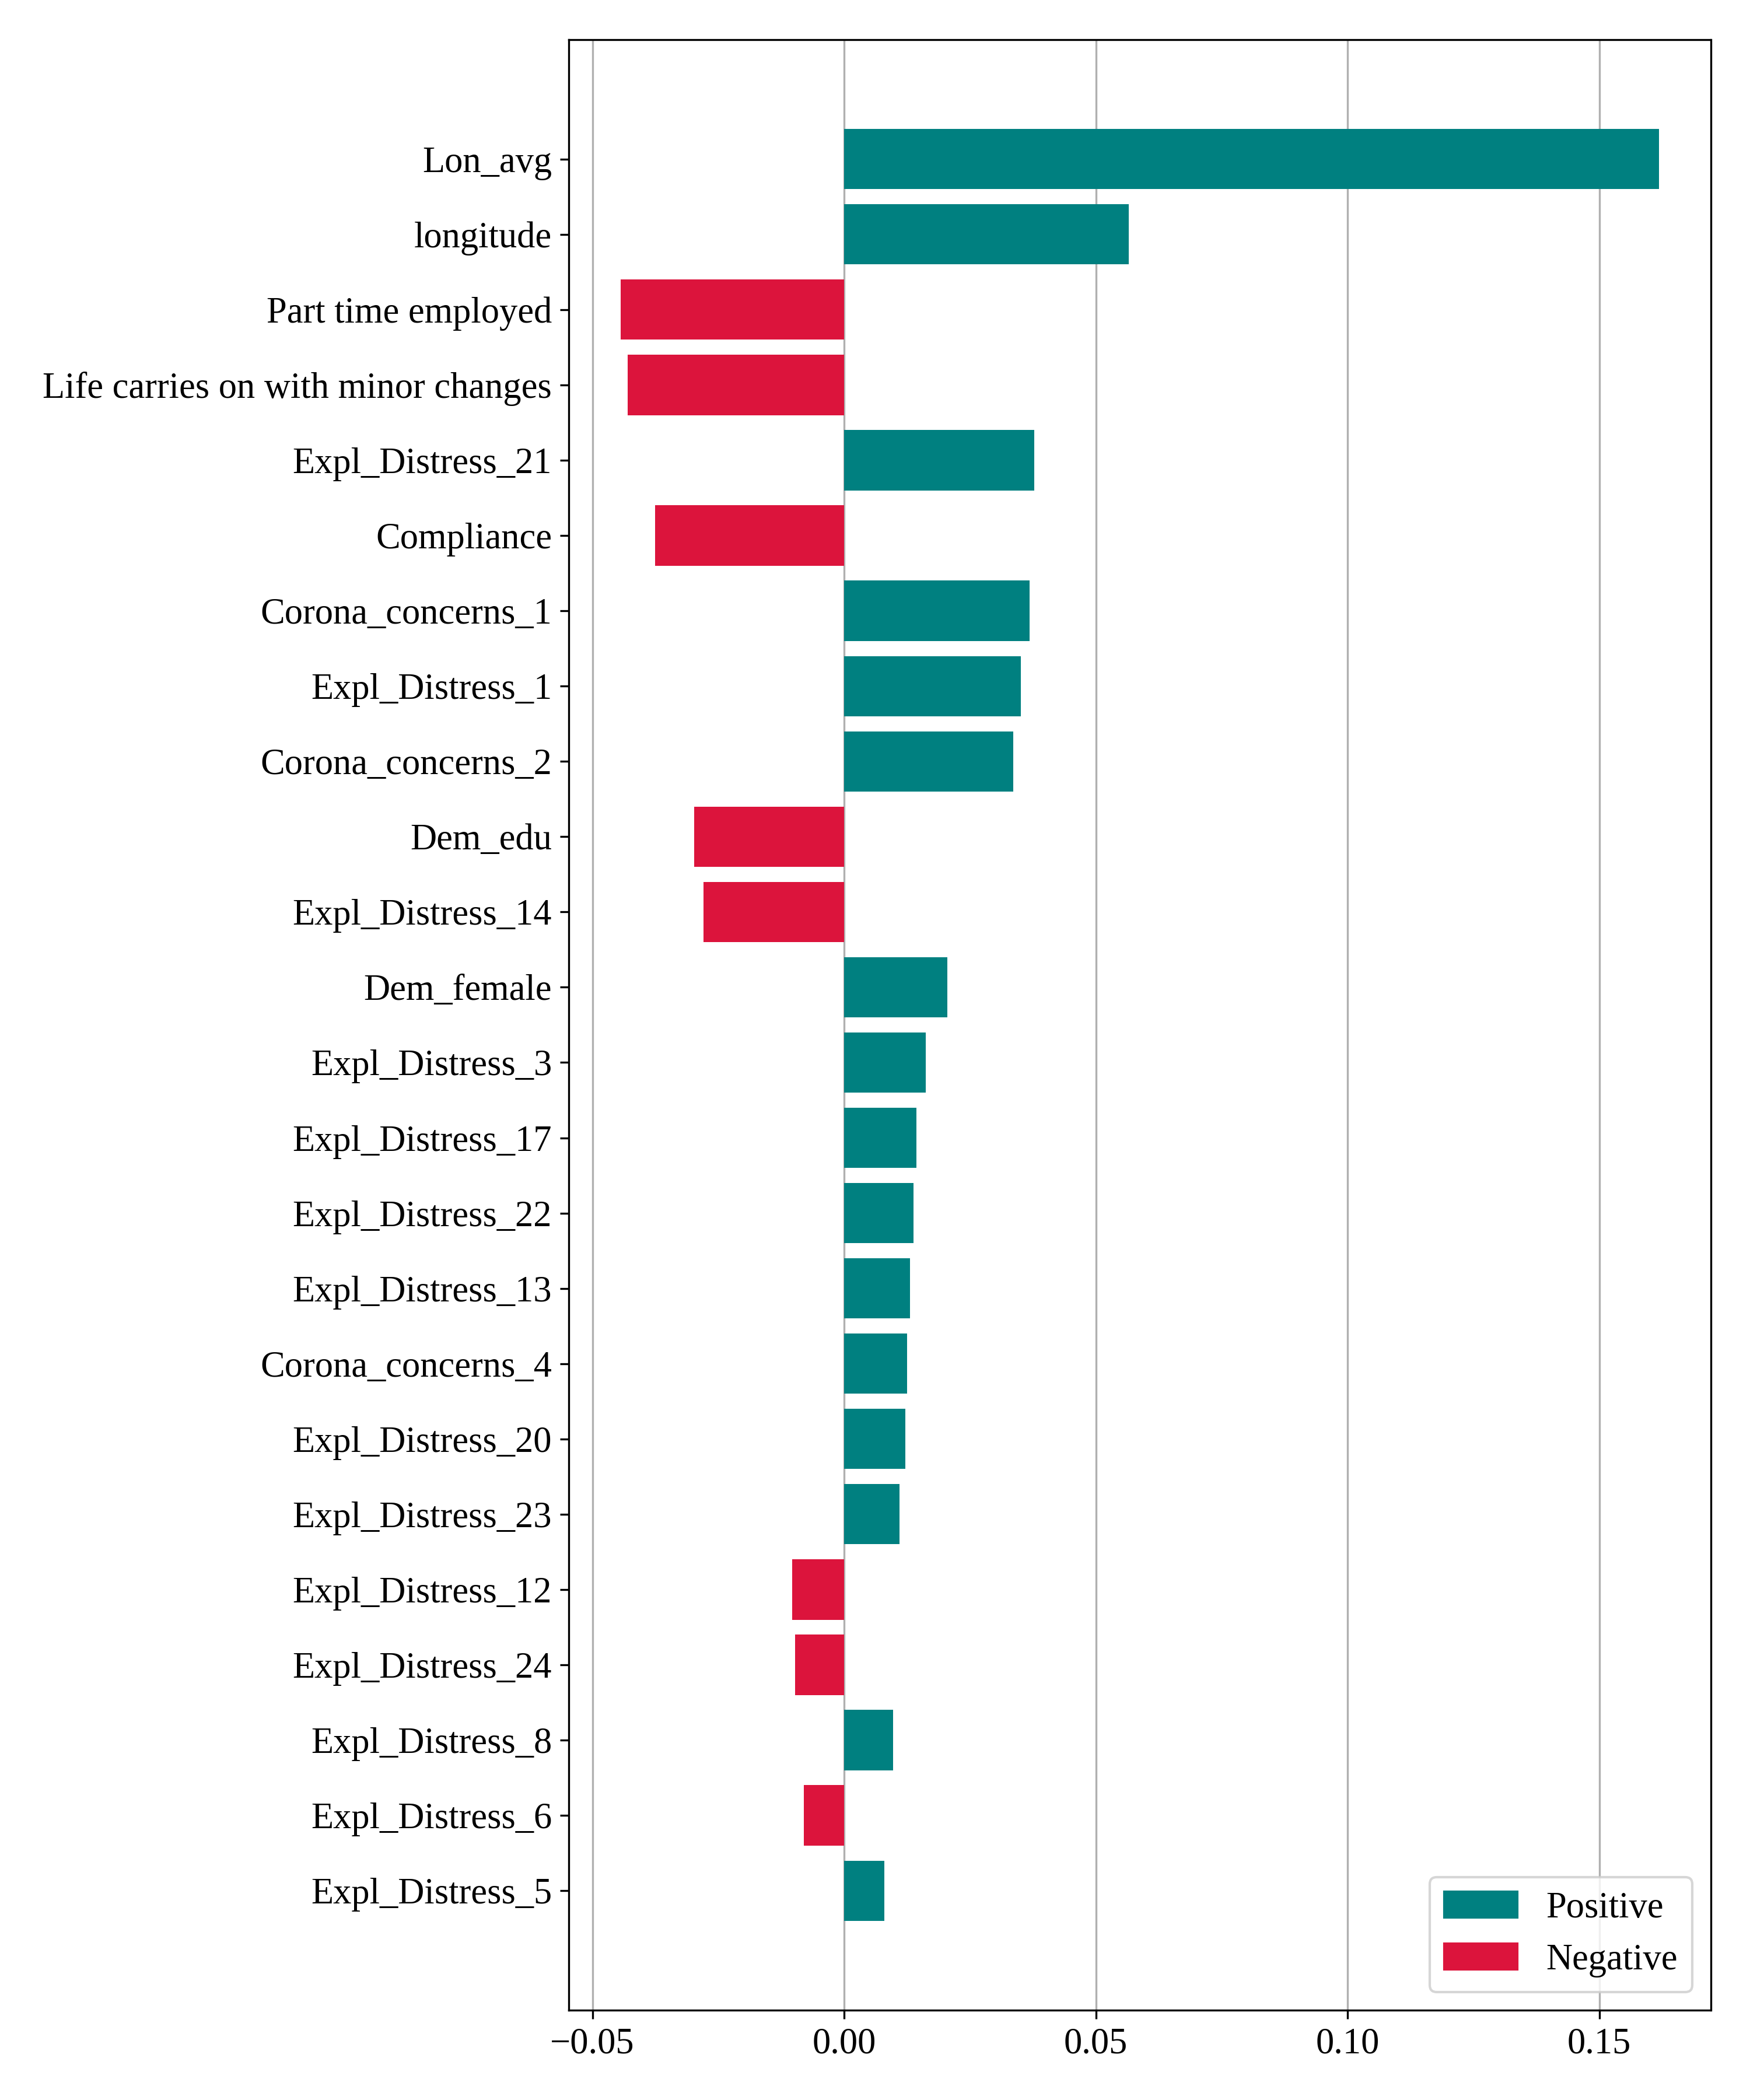 Lon_avg
longitude
Part time employed
Life carries on with minor changes
Expl_Distress_21
Compliance
Corona_concerns_1
Expl_Distress_1
Corona_concerns_2
Dem_edu
Expl_Distress_14
Dem_female
Expl_Distress_3
Expl_Distress_17
Expl_Distress_22
Expl_Distress_13
Corona_concerns_4
Expl_Distress_20
Expl_Distress_23
Expl_Distress_12
Expl_Distress_24
Expl_Distress_8
Expl_Distress_6
Expl_Distress_5
Positive
Negative
−0.05 0.00 0.05 0.10 0.15